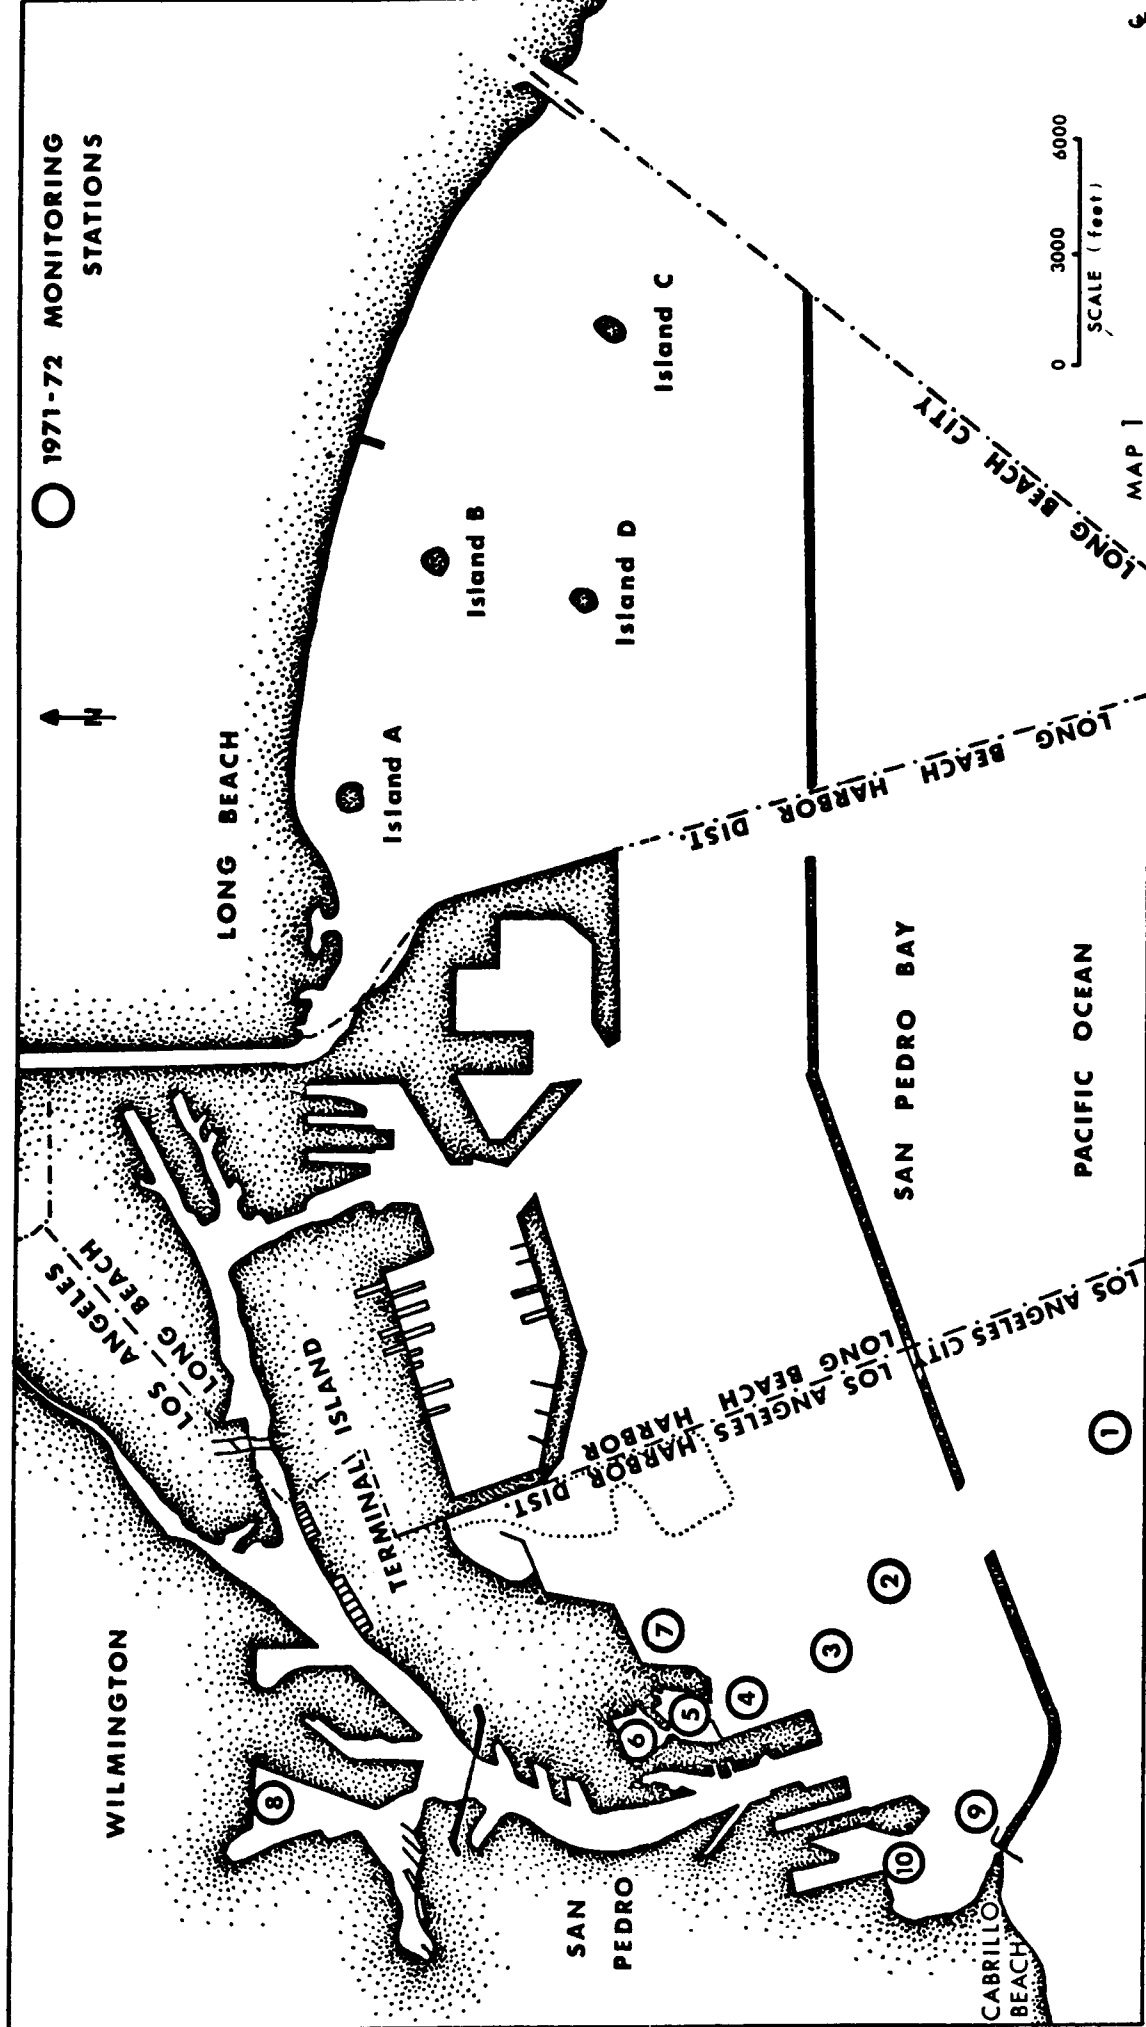 1971-72 MONITORING
STATIONS
WILMINGTON
LONG BEACH
N
LOS ANGELES
LONG BEACH
TERMINAL ISLAND
Island A
Island B
Island C
Island D
SAN
PEDRO
CABRILLO
BEACH
HARBOR DIST.
LOS ANGELES HARBOR
LONG BEACH HARBOR
LOS ANGELES CITY
LOS ANGELES
LONG BEACH HARBOR DIST.
LONG BEACH CITY
LONG
SAN PEDRO BAY
PACIFIC OCEAN
1
2
3
4
5
6
7
8
9
10
0 3000 6000
SCALE (feet)
MAP 1